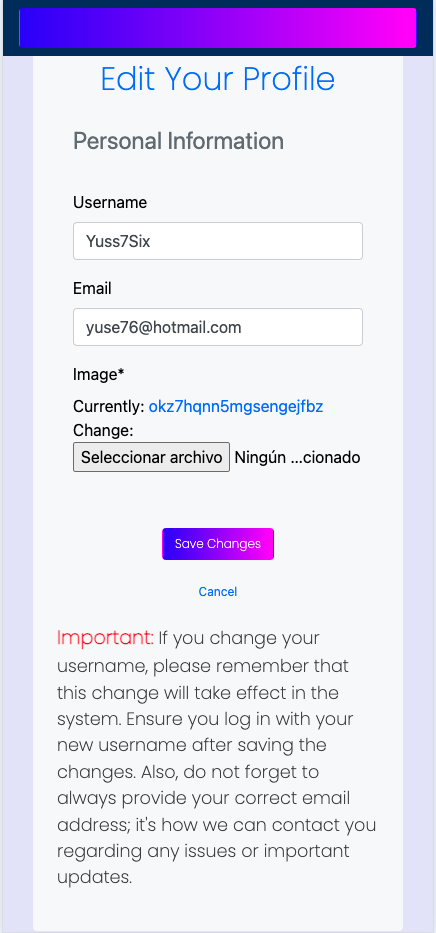 Edit Your Profile
Personal Information
Username
Yuss7Six
Email
yuse76@hotmail.com
Image*
Currently: okz7hqnn5mgsengejfbz
Change:
Seleccionar archivo Ningún ...cionado
Save Changes
Cancel
Important: If you change your
username, please remember that
this change will take effect in the
system. Ensure you log in with your
new username after saving the
changes. Also, do not forget to
always provide your correct email
address; it's how we can contact you
regarding any issues or important
updates.